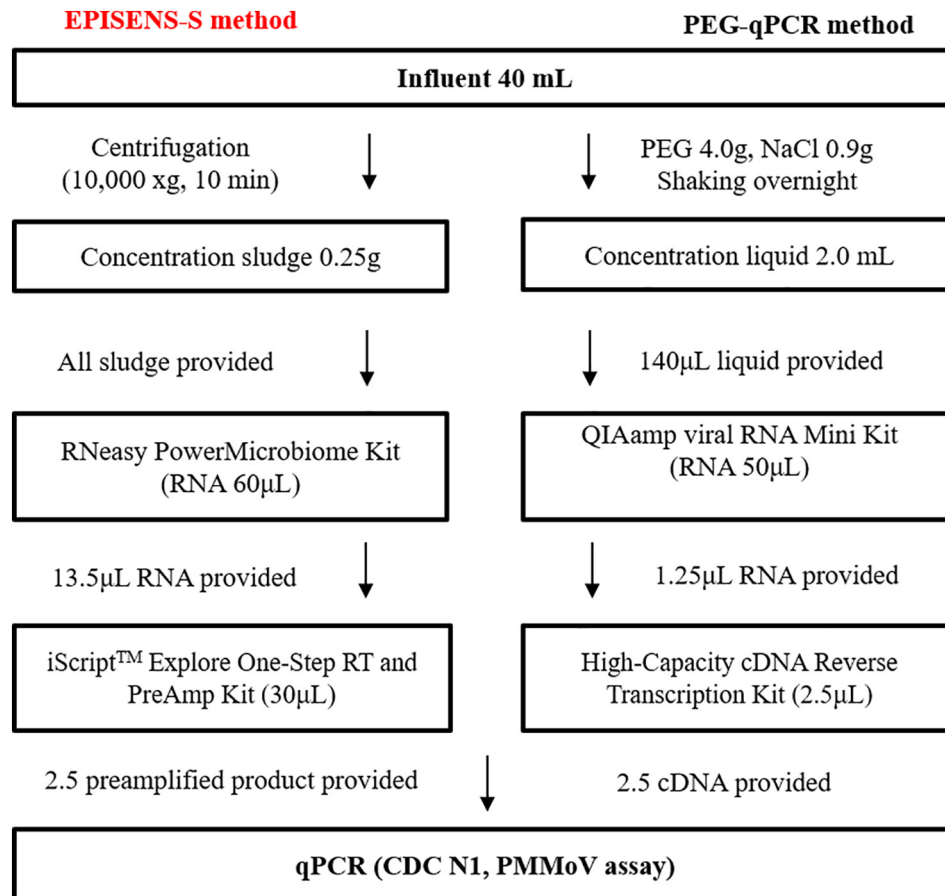 EPISENS-S method
PEG-qPCR method
Influent 40 mL
Centrifugation
(10,000 xg, 10 min)
PEG 4.0g, NaCl 0.9g
Shaking overnight
Concentration sludge 0.25g
Concentration liquid 2.0 mL
All sludge provided
140μL liquid provided
RNeasy PowerMicrobiome Kit
(RNA 60μL)
QIAamp viral RNA Mini Kit
(RNA 50μL)
13.5μL RNA provided
1.25μL RNA provided
iScript™ Explore One-Step RT and
PreAmp Kit (30μL)
High-Capacity cDNA Reverse
Transcription Kit (2.5μL)
2.5 preamplified product provided
2.5 cDNA provided
qPCR (CDC N1, PMMoV assay)